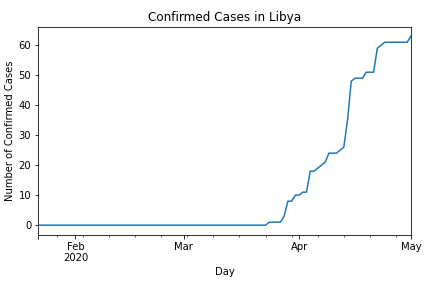 Confirmed Cases in Libya
60
50
40
30
20
10
0
Number of Confirmed Cases
Feb
2020
Mar
Apr
May
Day